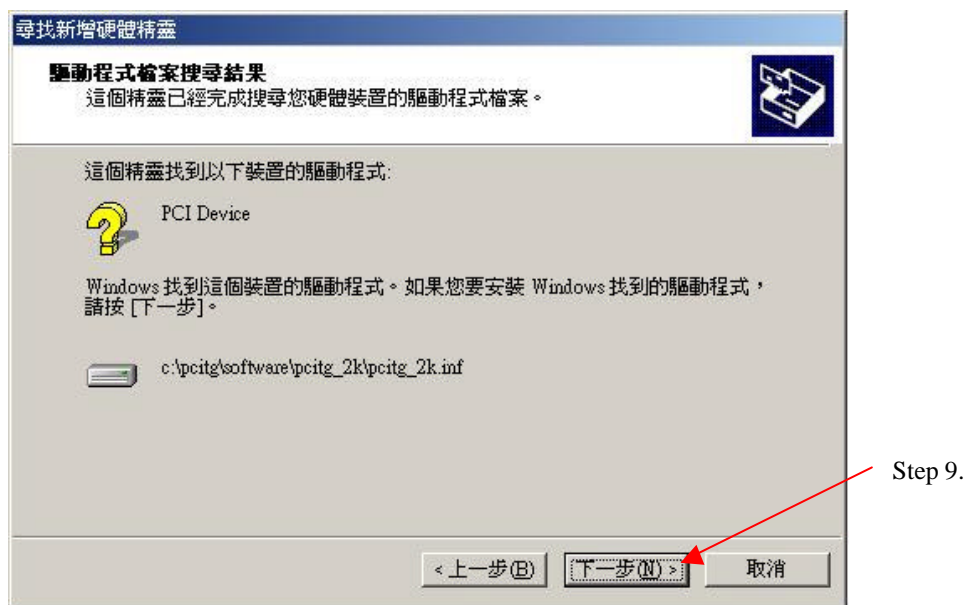 尋找新增硬體精靈
驅動程式檔案搜尋結果
這個精靈已經完成搜尋您硬體裝置的驅動程式檔案。
這個精靈找到以下裝置的驅動程式:
PCI Device
Windows 找到這個裝置的驅動程式。如果您要安裝 Windows 找到的驅動程式，
請按 [下一步]。
c:\pcitg\software\pcitg_2k\pcitg_2k.inf
Step 9.
<上一步(B) 下一步(N)> 取消